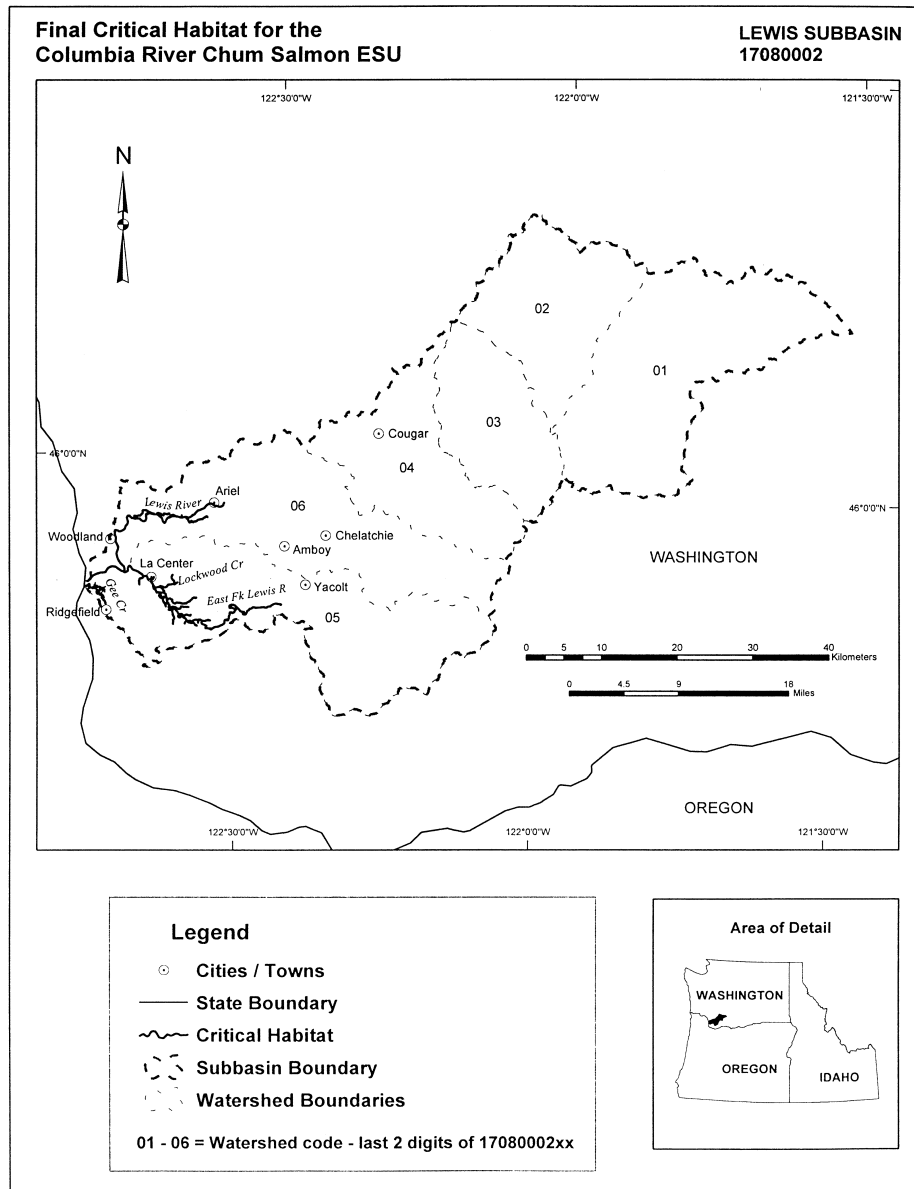 Final Critical Habitat for the
Columbia River Chum Salmon ESU
LEWIS SUBBASIN
17080002
122°30'0"W
122°0'0"W
121°30'0"W
N
02
01
03
Cougar
46°0'0"N
04
Ariel
Lewis River
06
46°0'0"N
Woodland
Chelatchie
Amboy
WASHINGTON
La Center
Lockwood Cr
Gee Cr
Yacolt
East Fk Lewis R
Ridgefield
05
0 5 10 20 30 40
Kilometers
0 4.5 9 18
Miles
OREGON
122°30'0"W
122°0'0"W
121°30'0"W
Legend
Cities / Towns
State Boundary
Critical Habitat
Subbasin Boundary
Watershed Boundaries
01 - 06 = Watershed code - last 2 digits of 17080002xx
Area of Detail
WASHINGTON
OREGON
IDAHO